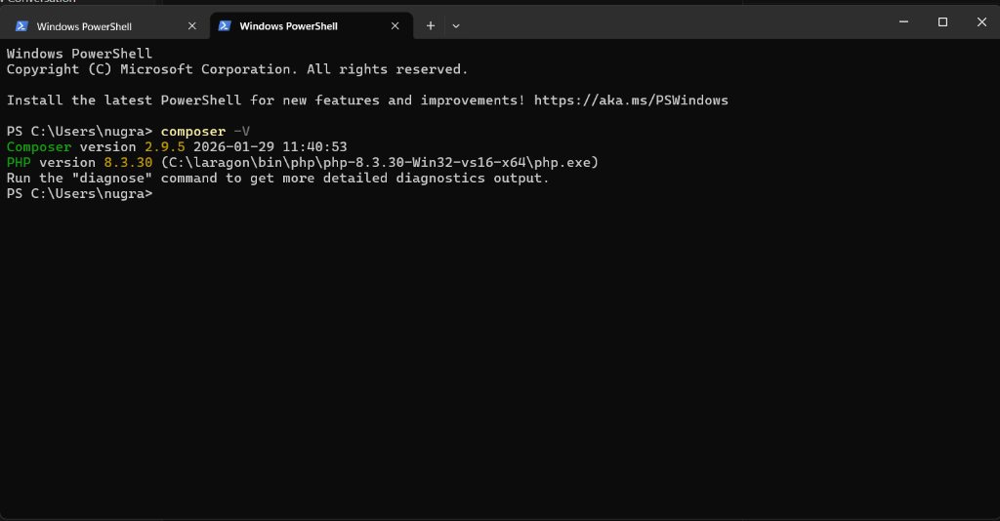 Windows PowerShell
Windows PowerShell
Windows PowerShell
Copyright (C) Microsoft Corporation. All rights reserved.
Install the latest PowerShell for new features and improvements! https://aka.ms/PSWindows
PS C:\Users\nugra> composer -V
Composer version 2.9.5 2026-01-29 11:40:53
PHP version 8.3.30 (C:\laragon\bin\php\php-8.3.30-Win32-vs16-x64\php.exe)
Run the "diagnose" command to get more detailed diagnostics output.
PS C:\Users\nugra>